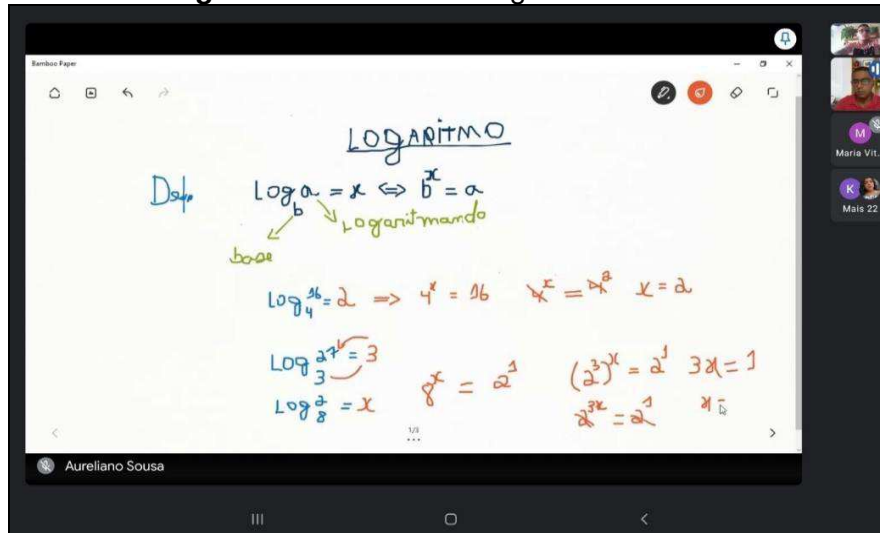 Bamboo Paper
LOGARITMO
Def.
Log_b a = x ⇔ b^x = a
base
Logaritmando
Log_4 16 = 2 ⇒ 4^x = 16 4^x = 4^2 x = 2
Log_3 27 = 3
Log_8 2 = x 8^x = 2^1 (2^3)^x = 2^1 3x = 1
2^3x = 2^1 x =
1/3
Aureliano Sousa
M
Maria Vit...
K
Mais 22